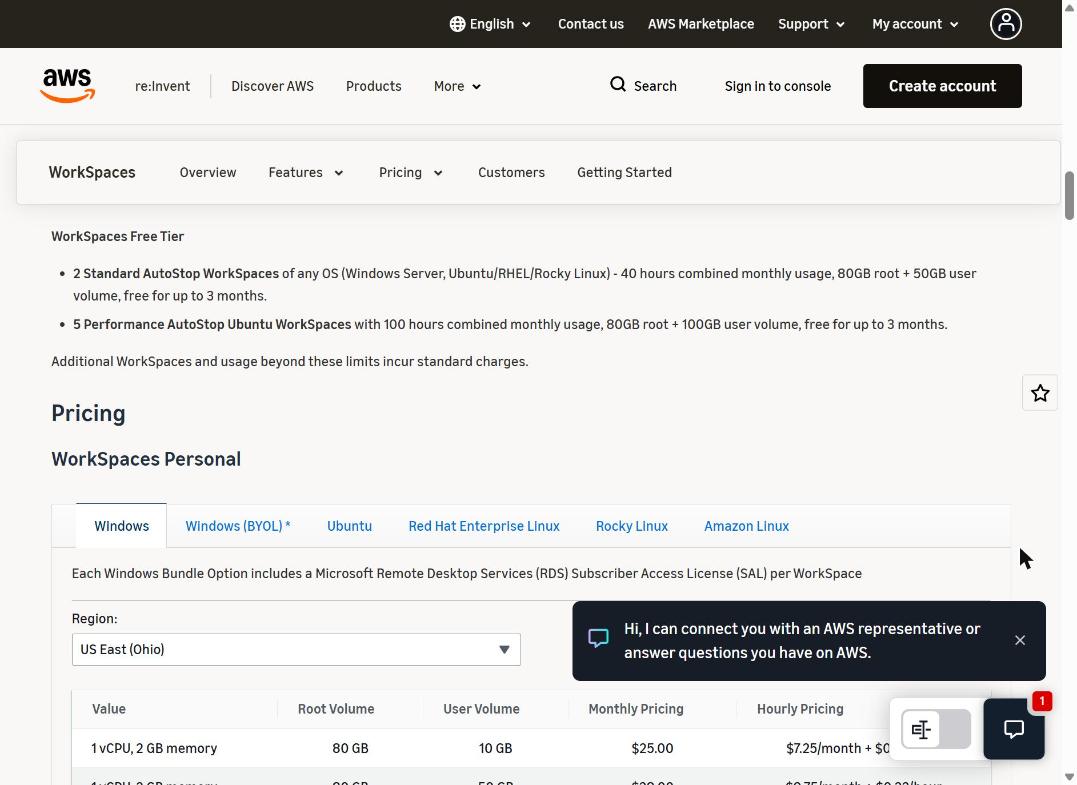 English
Contact us
AWS Marketplace
Support
My account
aws
re:Invent
Discover AWS
Products
More
Search
Sign in to console
Create account
WorkSpaces
Overview
Features
Pricing
Customers
Getting Started
WorkSpaces Free Tier
• 2 Standard AutoStop WorkSpaces of any OS (Windows Server, Ubuntu/RHEL/Rocky Linux) - 40 hours combined monthly usage, 80GB root + 50GB user
volume, free for up to 3 months.
• 5 Performance AutoStop Ubuntu WorkSpaces with 100 hours combined monthly usage, 80GB root + 100GB user volume, free for up to 3 months.
Additional WorkSpaces and usage beyond these limits incur standard charges.
Pricing
WorkSpaces Personal
Windows
Windows (BYOL) *
Ubuntu
Red Hat Enterprise Linux
Rocky Linux
Amazon Linux
Each Windows Bundle Option includes a Microsoft Remote Desktop Services (RDS) Subscriber Access License (SAL) per WorkSpace
Region:
US East (Ohio)
Hi, I can connect you with an AWS representative or
answer questions you have on AWS.
1
Value
Root Volume
User Volume
Monthly Pricing
Hourly Pricing
1 vCPU, 2 GB memory
80 GB
10 GB
$25.00
$7.25/month + $0